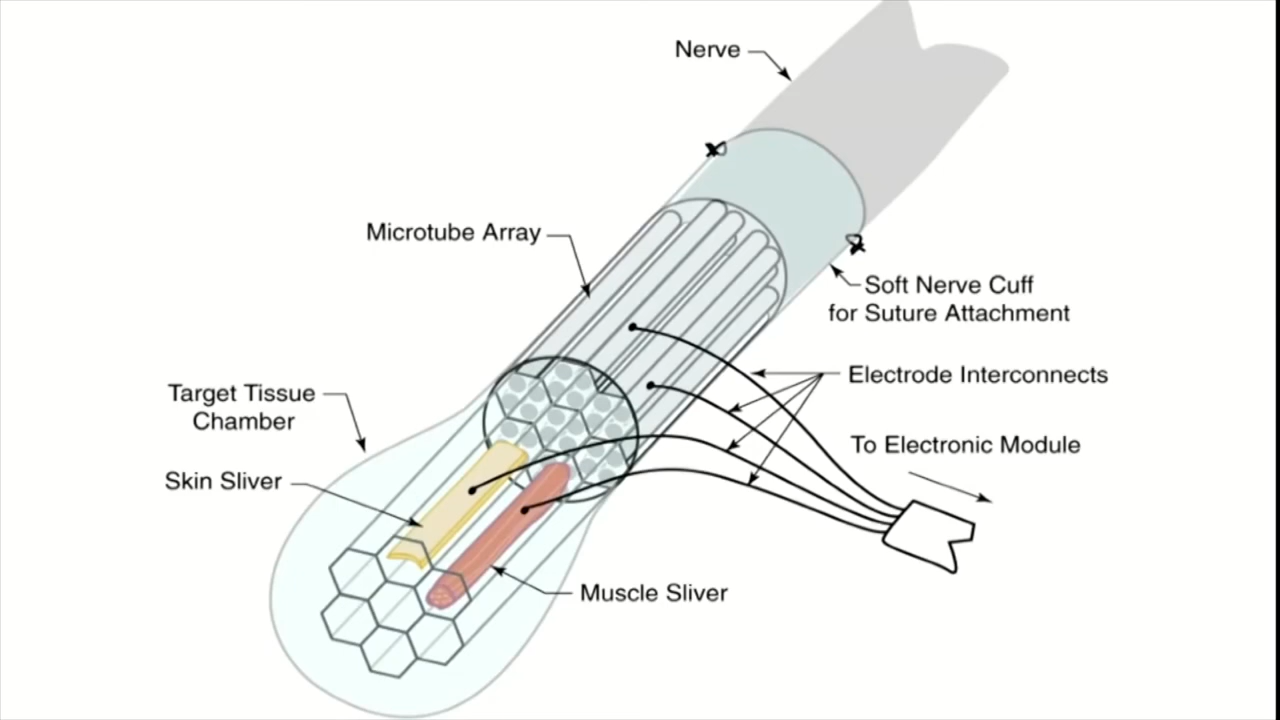 Nerve
Microtube Array
Soft Nerve Cuff
for Suture Attachment
Electrode Interconnects
Target Tissue
Chamber
To Electronic Module
Skin Sliver
Muscle Sliver